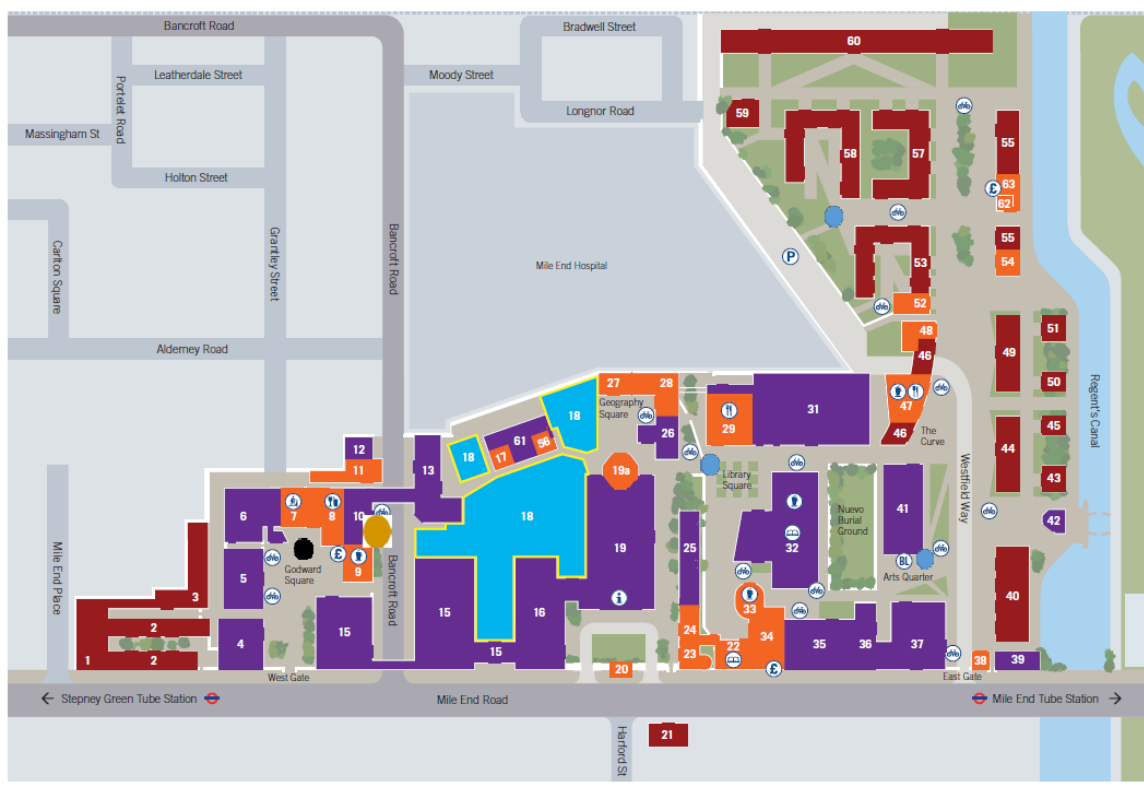 Bancroft Road
Bradwell Street
Leatherdale Street
Moody Street
Portelet Road
Longnor Road
Massingham St
Holton Street
Carlton Square
Grantley Street
Bancroft Road
Mile End Hospital
Alderney Road
60
59
58
57
55
£
63
62
P
55
53
54
52
48
46
49
51
50
Regent's Canal
27
28
Geography
Square
18
31
47
29
26
46
The
Curve
44
45
43
61
56
17
18
12
11
13
19a
Library
Square
Westfield Way
6
7
8
10
18
41
42
Nuevo
Burial
Ground
25
32
19
£
9
Godward
Square
5
BL
Arts Quarter
Mile End Place
Bancroft Road
3
i
33
40
2
4
15
15
16
24
34
35
36
37
22
23
15
1
2
20
£
38
39
West Gate
East Gate
← Stepney Green Tube Station
Mile End Road
Mile End Tube Station →
Harford St
21